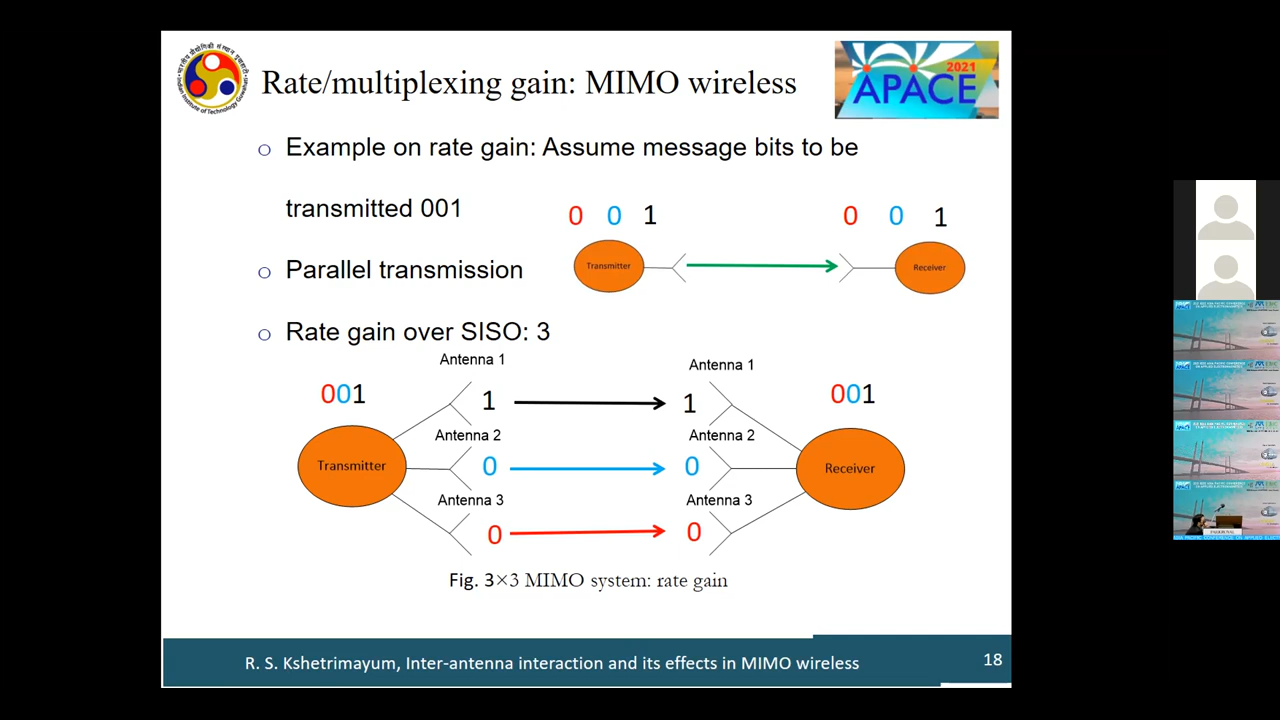 Rate/multiplexing gain: MIMO wireless
2021
APACE
Example on rate gain: Assume message bits to be
transmitted 001
0 0 1
0 0 1
Transmitter
Receiver
Parallel transmission
Rate gain over SISO: 3
Antenna 1
Antenna 1
001
1
1
001
Antenna 2
Antenna 2
Transmitter
0
0
Receiver
Antenna 3
Antenna 3
0
0
Fig. 3×3 MIMO system: rate gain
R. S. Kshetrimayum, Inter-antenna interaction and its effects in MIMO wireless
18